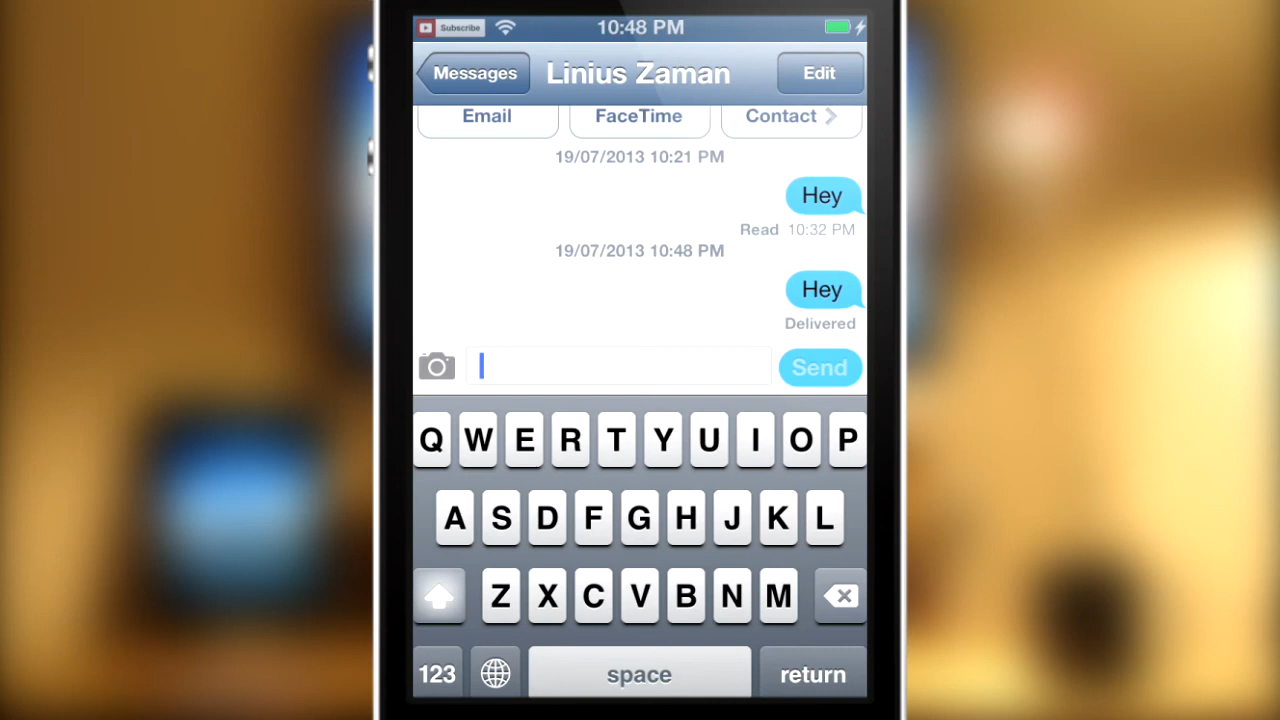 Subscribe 10:48 PM
Messages Linius Zaman Edit
Email FaceTime Contact
19/07/2013 10:21 PM
Hey
Read 10:32 PM
19/07/2013 10:48 PM
Hey
Delivered
Send
Q W E R T Y U I O P
A S D F G H J K L
Z X C V B N M
123 space return